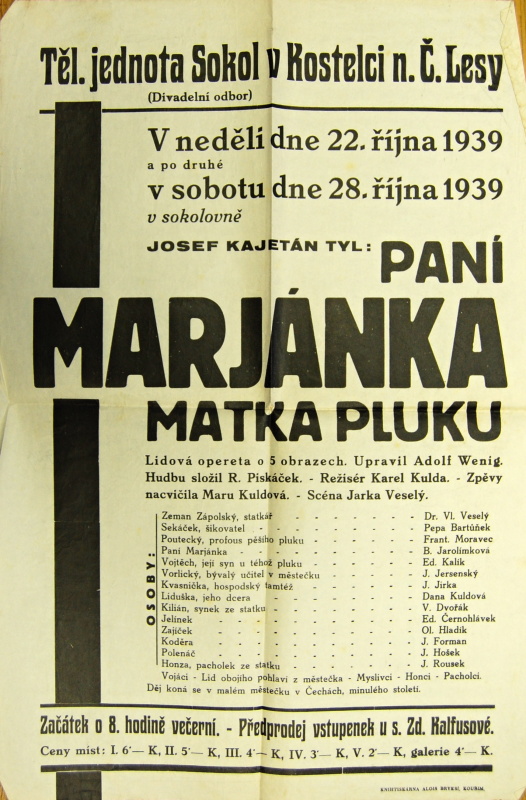 Těl. jednota Sokol v Kostelci n. Č. Lesy
(Divadelní odbor)
V neděli dne 22. října 1939
a po druhé
v sobotu dne 28. října 1939
v sokolovně
JOSEF KAJETÁN TYL: PANÍ
MARJÁNKA
MATKA PLUKU
Lidová opereta o 5 obrazech. Upravil Adolf Wenig.
Hudbu složil R. Piskáček. - Režisér Karel Kulda. - Zpěvy
nacvičila Maru Kuldová. - Scéna Jarka Veselý.
OSOBY:
Zeman Zápolský, statkář - - - - - - - Dr. Vl. Veselý
Sekáček, šikovatel - - - - - - - - Pepa Bartůněk
Poutecký, profous pěšího pluku - - - - - - Frant. Moravec
Paní Marjánka - - - - - - - - - B. Jarolímková
Vojtěch, její syn u téhož pluku - - - - - - Ed. Kalík
Vorlický, bývalý učitel v městečku - - - - - J. Jersenský
Kvasnička, hospodský tamtéž - - - - - - J. Jirka
Liduška, jeho dcera - - - - - - - - Dana Kuldová
Kilián, synek ze statku - - - - - - - V. Dvořák
Jelínek - - - - - - - - - - Ed. Černohlávek
Zajíček - - - - - - - - - - Ol. Hladík
Koděra - - - - - - - - - - J. Forman
Polenáč - - - - - - - - - - J. Hošek
Honza, pacholek ze statku - - - - - - - J. Rousek
Vojáci - Lid obojího pohlaví z městečka - Myslivci - Honci - Pacholci.
Děj koná se v malém městečku v Čechách, minulého století.
Začátek o 8. hodině večerní. - Předprodej vstupenek u s. Zd. Kalfusové.
Ceny míst: I. 6·— K, II. 5·— K, III. 4·— K, IV. 3·— K, V. 2·— K, galerie 4·— K.
KNIHTISKÁRNA ALOIS BRYKSÍ, KOUŘIM.